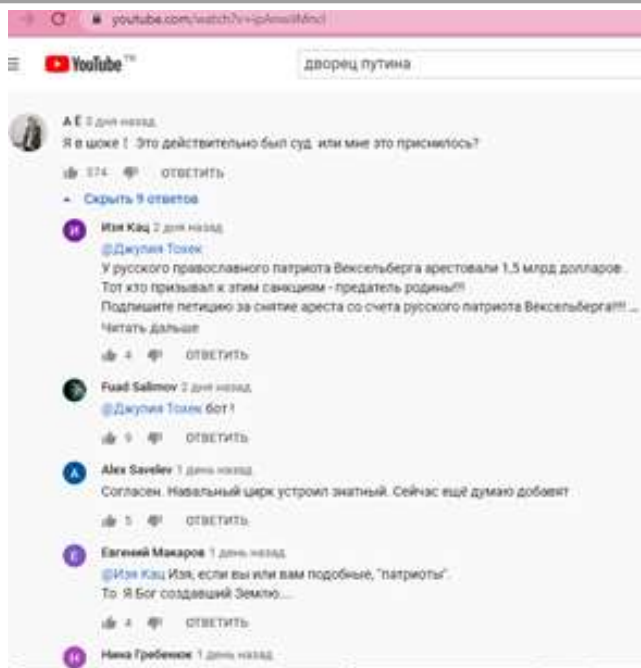 youtube.com/watch?v=
YouTube
дворец путина
А Ё 2 дня назад
Я в шоке ! Это действительно был суд или мне это приснилось?
574 ОТВЕТИТЬ
Скрыть 9 ответов
Изя Кац 2 дня назад
@Джулия Тохек
У русского православного патриота Вексельберга арестовали 1,5 млрд долларов.
Тот кто призывал к этим санкциям - предатель родины!!!
Подпишите петицию за снятие ареста со счета русского патриота Вексельберга!!!! ...
Читать дальше
4 ОТВЕТИТЬ
Fuad Salimov 2 дня назад
@Джулия Тохек бот !
9 ОТВЕТИТЬ
Alex Savelev 1 день назад
Согласен. Навальный цирк устроил знатный. Сейчас ещё думаю добавят
5 ОТВЕТИТЬ
Евгений Макаров 1 день назад
@Изя Кац Изя, если вы или вам подобные, "патриоты".
То Я Бог создавший Землю....
4 ОТВЕТИТЬ
Нина Гребенюк 1 день назад